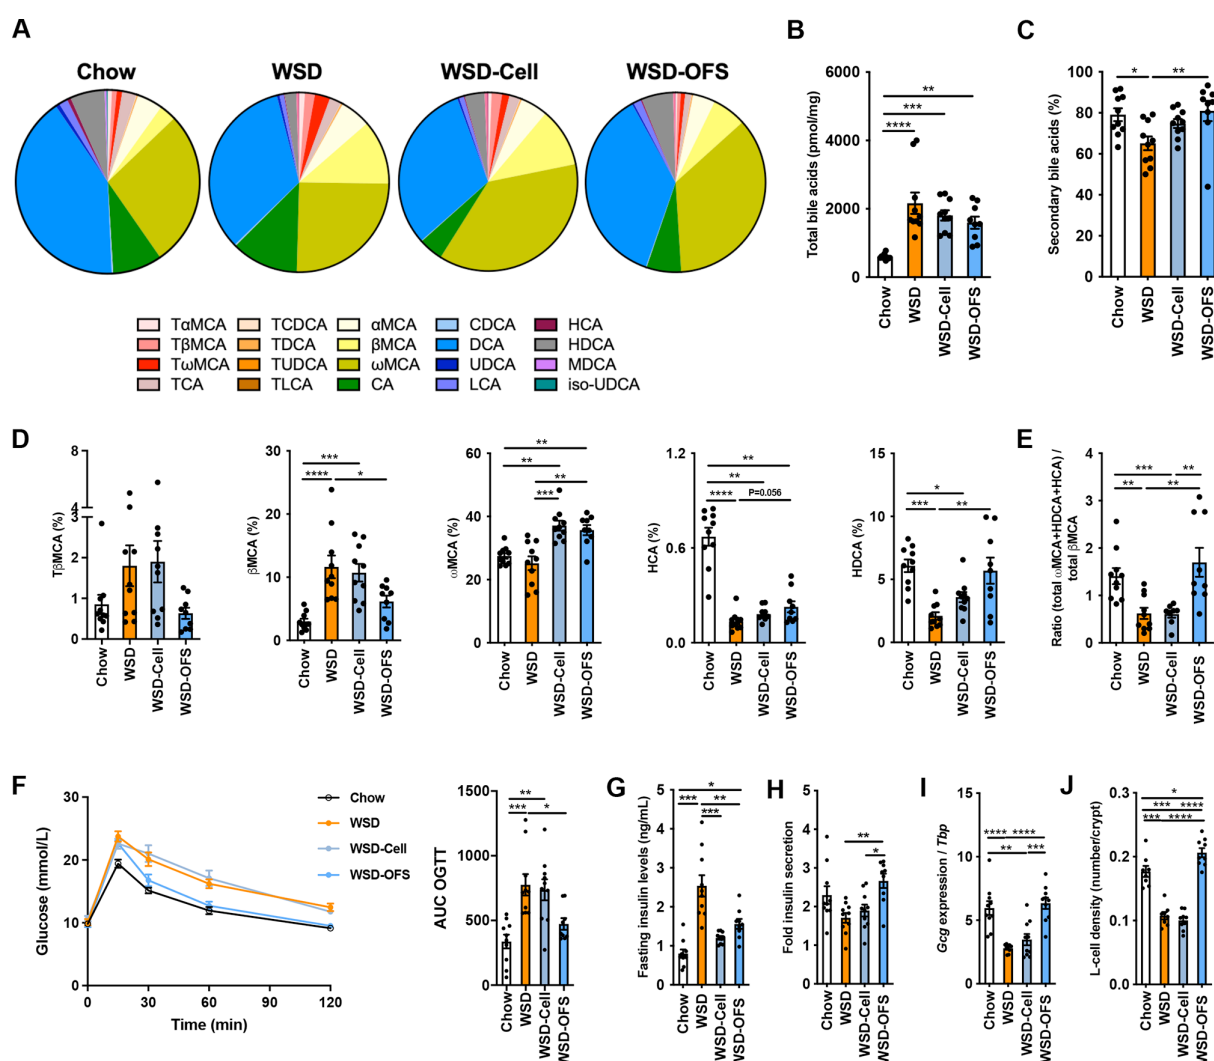 A
Chow
WSD
WSD-Cell
WSD-OFS
TαMCA
TCDCA
αMCA
CDCA
HCA
TβMCA
TDCA
βMCA
DCA
HDCA
TωMCA
TUDCA
ωMCA
UDCA
MDCA
TCA
TLCA
CA
LCA
iso-UDCA
B
Total bile acids (pmol/mg)
6000
4000
2000
0
**
***
****
Chow
WSD
WSD-Cell
WSD-OFS
C
Secondary bile acids (%)
100
80
60
40
20
0
*
**
Chow
WSD
WSD-Cell
WSD-OFS
D
TβMCA (%)
8
4
3
2
1
0
Chow
WSD
WSD-Cell
WSD-OFS
βMCA (%)
30
20
10
0
***
****
*
Chow
WSD
WSD-Cell
WSD-OFS
ωMCA (%)
60
40
20
0
**
**
**
***
Chow
WSD
WSD-Cell
WSD-OFS
HCA (%)
1.2
0.6
0.0
**
**
****
P=0.056
Chow
WSD
WSD-Cell
WSD-OFS
HDCA (%)
15
10
5
0
*
***
**
Chow
WSD
WSD-Cell
WSD-OFS
E
Ratio (total ωMCA+HDCA+HCA) /
total βMCA
4
3
2
1
0
***
**
**
**
Chow
WSD
WSD-Cell
WSD-OFS
F
Glucose (mmol/L)
30
20
10
0
0
30
60
90
120
Time (min)
Chow
WSD
WSD-Cell
WSD-OFS
AUC OGTT
1500
1000
500
0
**
***
*
Chow
WSD
WSD-Cell
WSD-OFS
G
Fasting insulin levels (ng/mL)
5
4
3
2
1
0
*
***
**
***
Chow
WSD
WSD-Cell
WSD-OFS
H
Fold insulin secretion
5
4
3
2
1
0
**
*
Chow
WSD
WSD-Cell
WSD-OFS
I
Gcg expression / Tbp
15
10
5
0
****
****
**
***
Chow
WSD
WSD-Cell
WSD-OFS
J
L-cell density (number/crypt)
0.3
0.2
0.1
0.0
*
***
****
***
****
Chow
WSD
WSD-Cell
WSD-OFS